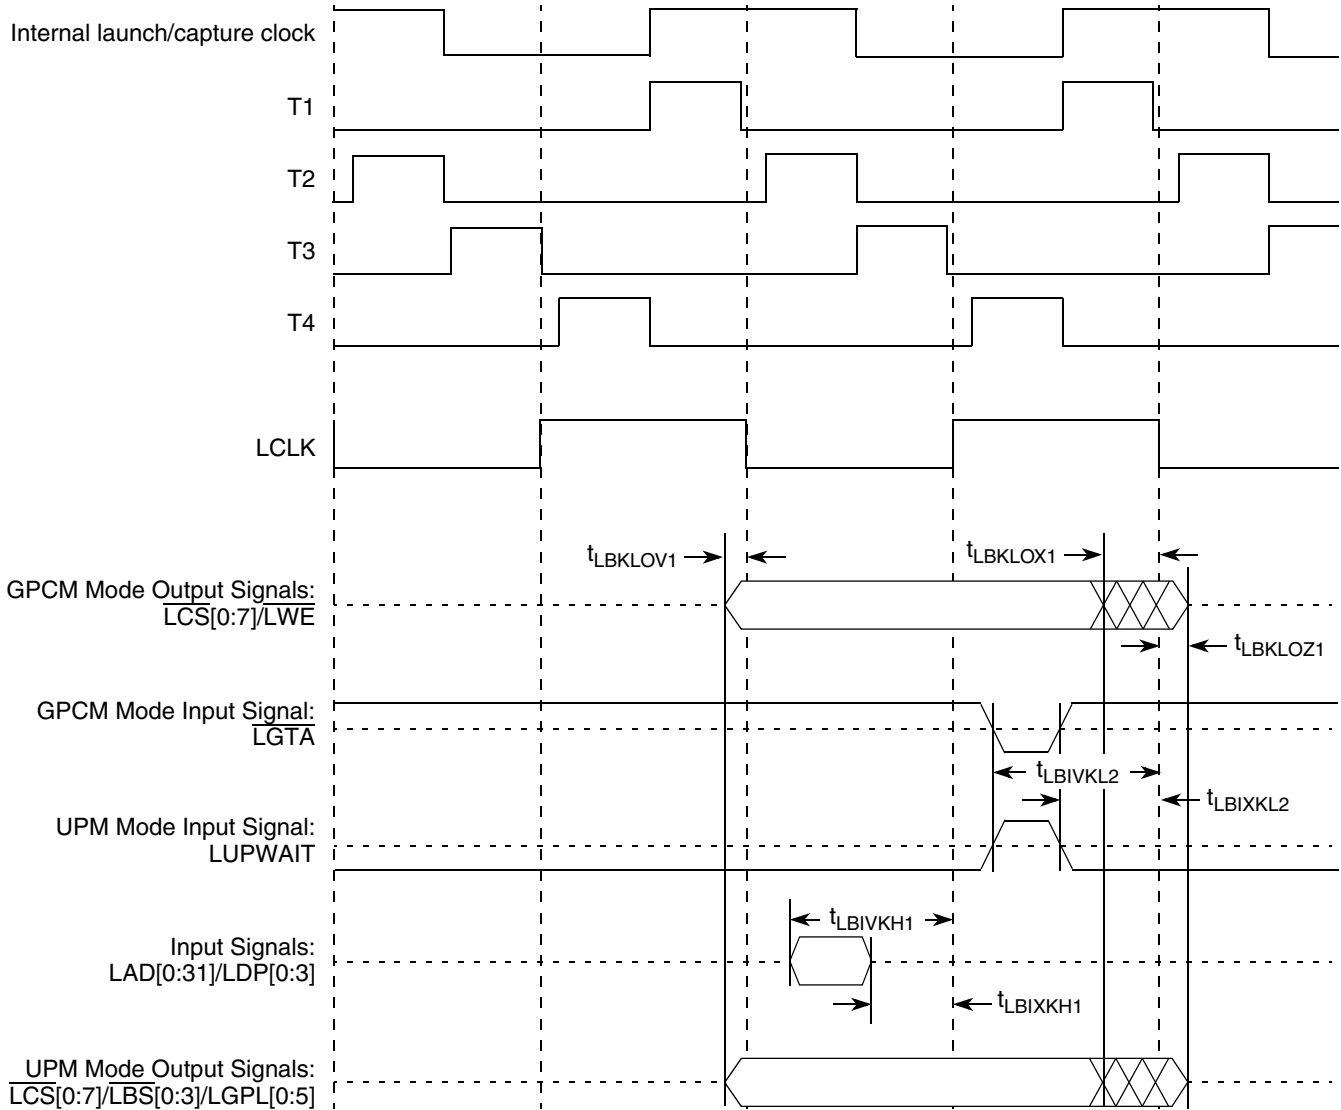 Internal launch/capture clock
T1
T2
T3
T4
LCLK
tLBKLOV1
tLBKLOX1
GPCM Mode Output Signals:
LCS[0:7]/LWE
tLBKLOZ1
GPCM Mode Input Signal:
LGTA
tLBIVKL2
tLBIXKL2
UPM Mode Input Signal:
LUPWAIT
tLBIVKH1
Input Signals:
LAD[0:31]/LDP[0:3]
tLBIXKH1
UPM Mode Output Signals:
LCS[0:7]/LBS[0:3]/LGPL[0:5]